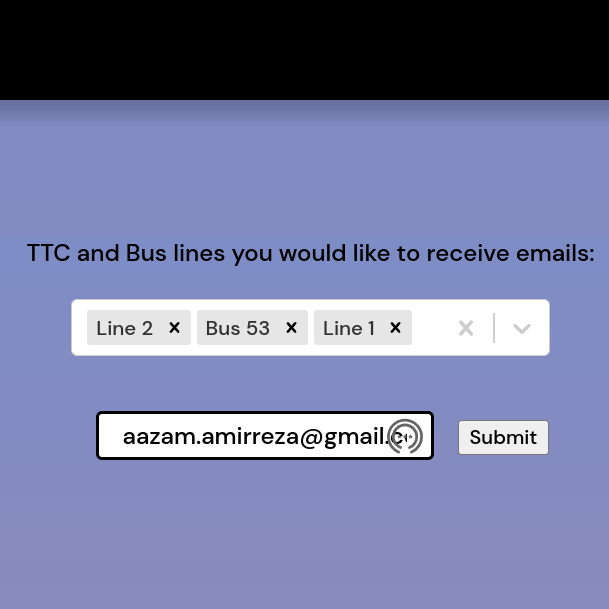 TTC and Bus lines you would like to receive emails:
Line 2 Bus 53 Line 1
aazam.amirreza@gmail.c
Submit